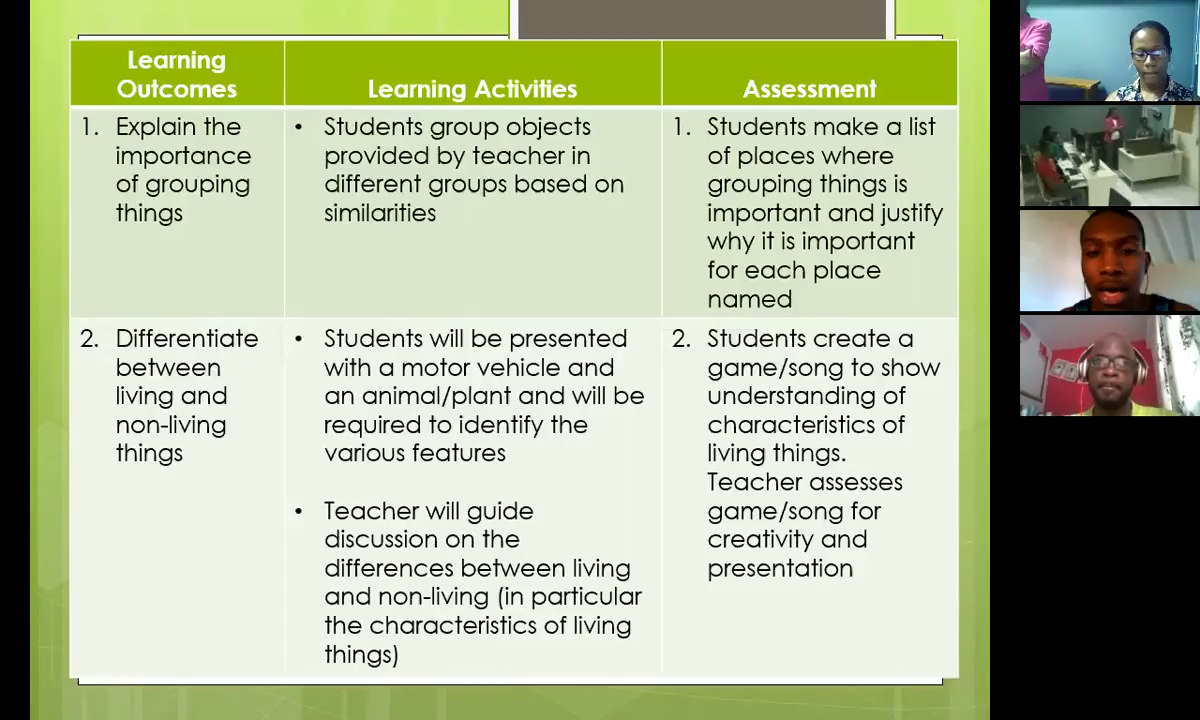 Learning
Outcomes
Learning Activities
Assessment
1. Explain the
importance
of grouping
things
• Students group objects
provided by teacher in
different groups based on
similarities
1. Students make a list
of places where
grouping things is
important and justify
why it is important
for each place
named
2. Differentiate
between
living and
non-living
things
• Students will be presented
with a motor vehicle and
an animal/plant and will be
required to identify the
various features
• Teacher will guide
discussion on the
differences between living
and non-living (in particular
the characteristics of living
things)
2. Students create a
game/song to show
understanding of
characteristics of
living things.
Teacher assesses
game/song for
creativity and
presentation